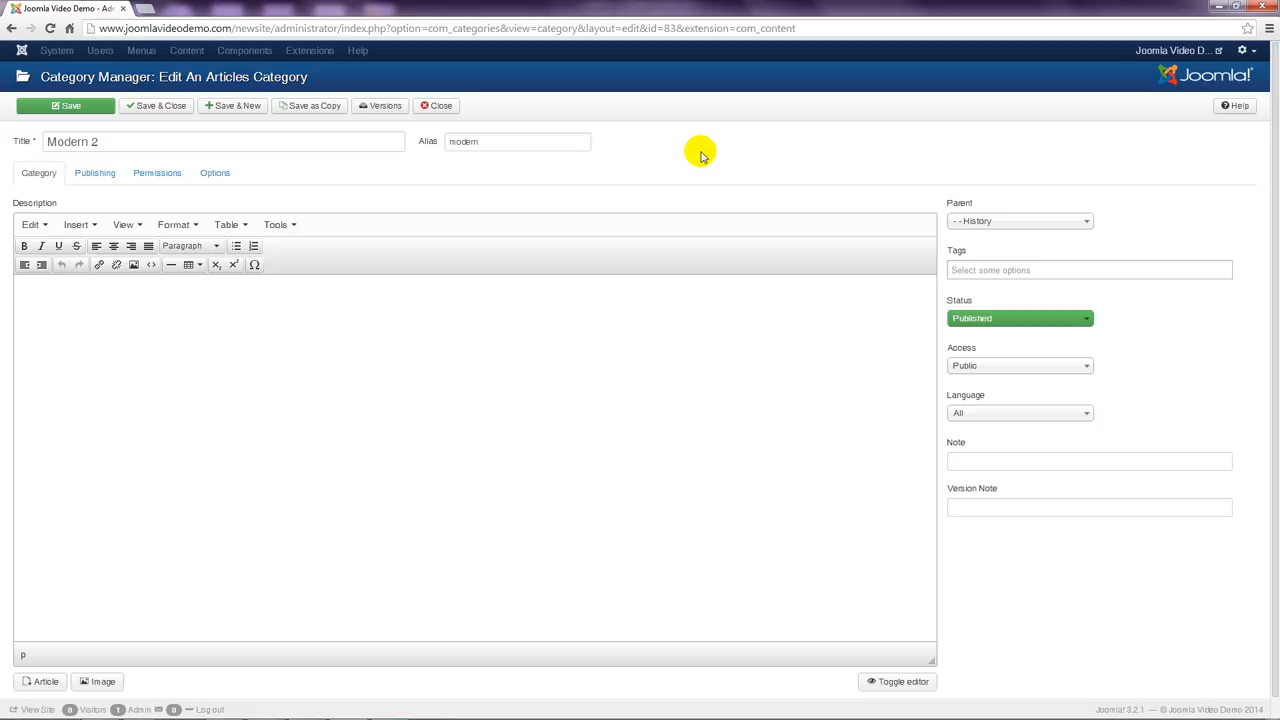 Joomla Video Demo - Ad
www.joomlavideodemo.com/newsite/administrator/index.php?option=com_categories&view=category&layout=edit&id=83&extension=com_content
System Users Menus Content Components Extensions Help Joomla Video D...
Category Manager: Edit An Articles Category Joomla!
Save Save & Close Save & New Save as Copy Versions Close Help
Title * Modern 2 Alias modern
Category Publishing Permissions Options
Description
Edit Insert View Format Table Tools
B I U S Paragraph
X₂ X² Ω
p
Article Image Toggle editor
Parent
- - History
Tags
Select some options
Status
Published
Access
Public
Language
All
Note
Version Note
View Site 0 Visitors 1 Admin 0 Log out Joomla! 3.2.1 — © Joomla Video Demo 2014